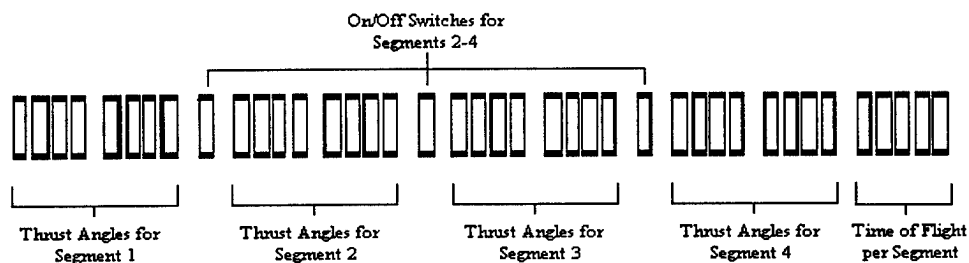 On/Off Switches for
Segments 2-4
Thrust Angles for
Segment 1
Thrust Angles for
Segment 2
Thrust Angles for
Segment 3
Thrust Angles for
Segment 4
Time of Flight
per Segment